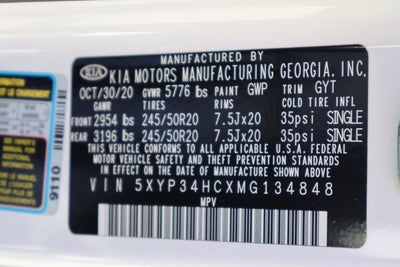 MANUFACTURED BY
KIA KIA MOTORS MANUFACTURING GEORGIA, INC.
OCT/30/20 GVWR 5776 lbs PAINT GWP TRIM GYT
GAWR TIRES RIMS COLD TIRE INFL
FRONT 2954 lbs 245/50R20 7.5Jx20 35psi SINGLE
REAR 3196 lbs 245/50R20 7.5Jx20 35psi SINGLE
THIS VEHICLE CONFORMS TO ALL APPLICABLE U.S.A. FEDERAL
MOTOR VEHICLE SAFETY AND THEFT PREVENTION STANDARDS
IN EFFECT ON THE DATE OF MANUFACTURE SHOWN ABOVE.
VIN 5XYP34HCXMG134848
MPV
LE CHARGEMENT
ADDITIONAL
9110